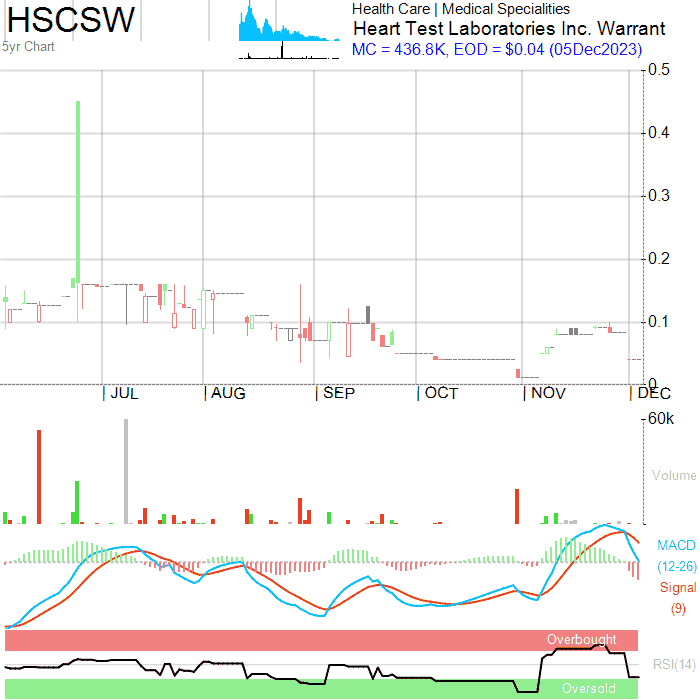 HSCSW
5yr Chart
Health Care | Medical Specialities
Heart Test Laboratories Inc. Warrant
MC = 436.8K, EOD = $0.04 (05Dec2023)
0.5
0.4
0.3
0.2
0.1
0
| JUL | AUG | SEP | OCT | NOV | DEC
60k
Volume
MACD
(12-26)
Signal
(9)
Overbought
RSI(14)
Oversold